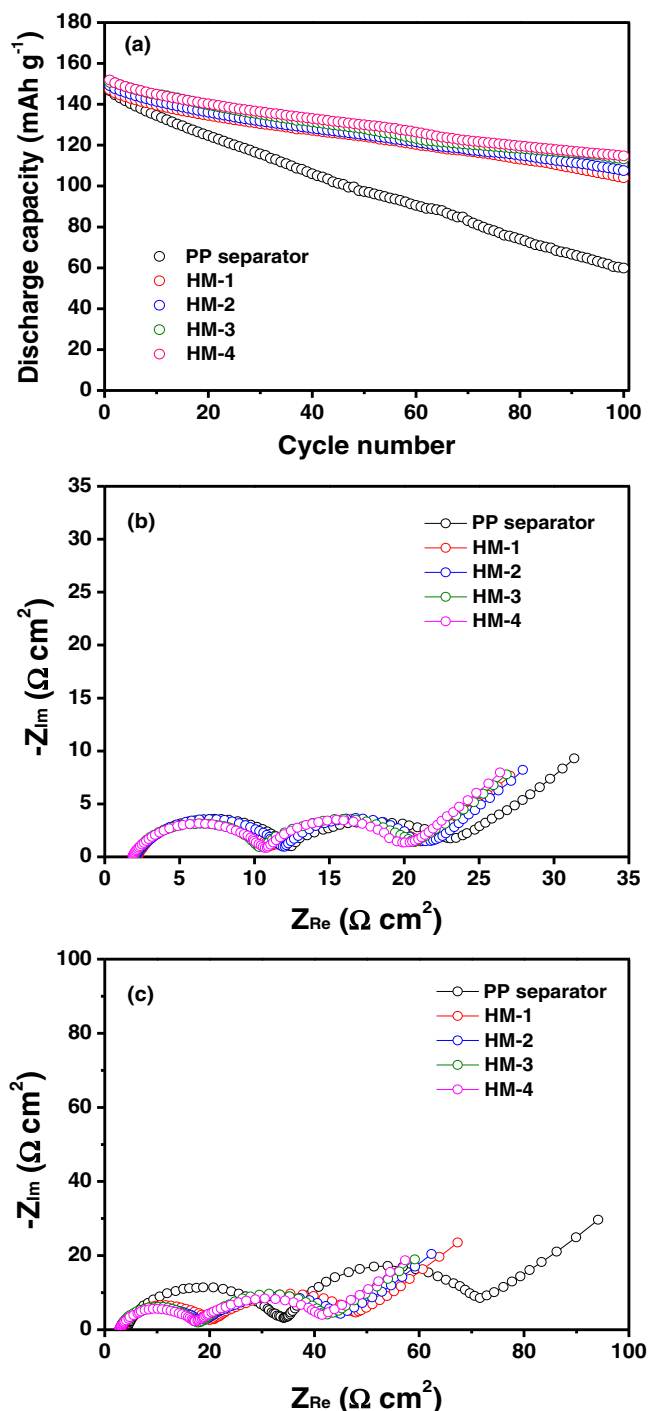 (a)
Discharge capacity (mAh g⁻¹)
180
160
140
120
100
80
60
40
20
0
PP separator
HM-1
HM-2
HM-3
HM-4
0 20 40 60 80 100
Cycle number
(b)
-ZIm (Ω cm²)
35
30
25
20
15
10
5
0
PP separator
HM-1
HM-2
HM-3
HM-4
0 5 10 15 20 25 30 35
ZRe (Ω cm²)
(c)
-ZIm (Ω cm²)
100
80
60
40
20
0
PP separator
HM-1
HM-2
HM-3
HM-4
0 20 40 60 80 100
ZRe (Ω cm²)